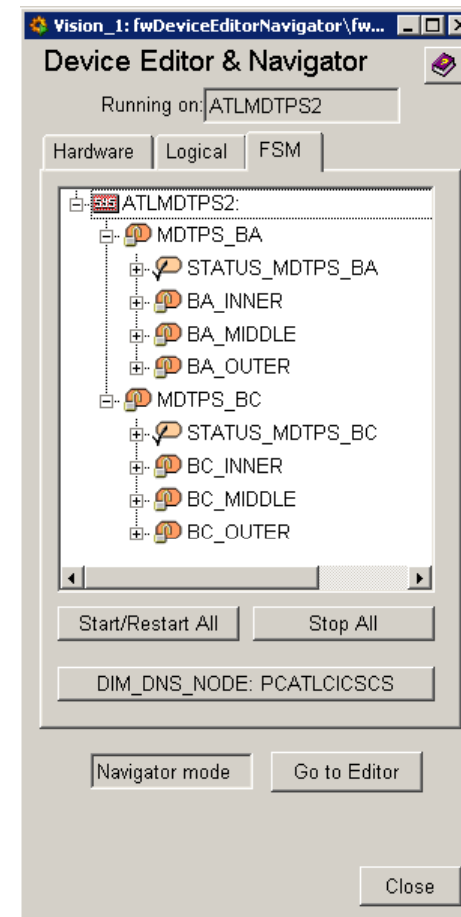 Vision_1: fwDeviceEditorNavigator\fw...
Device Editor & Navigator
Running on: ATLMDTPS2
Hardware Logical FSM
ATLMDTPS2:
MDTPS_BA
STATUS_MDTPS_BA
BA_INNER
BA_MIDDLE
BA_OUTER
MDTPS_BC
STATUS_MDTPS_BC
BC_INNER
BC_MIDDLE
BC_OUTER
Start/Restart All Stop All
DIM_DNS_NODE: PCATLCICSCS
Navigator mode Go to Editor
Close